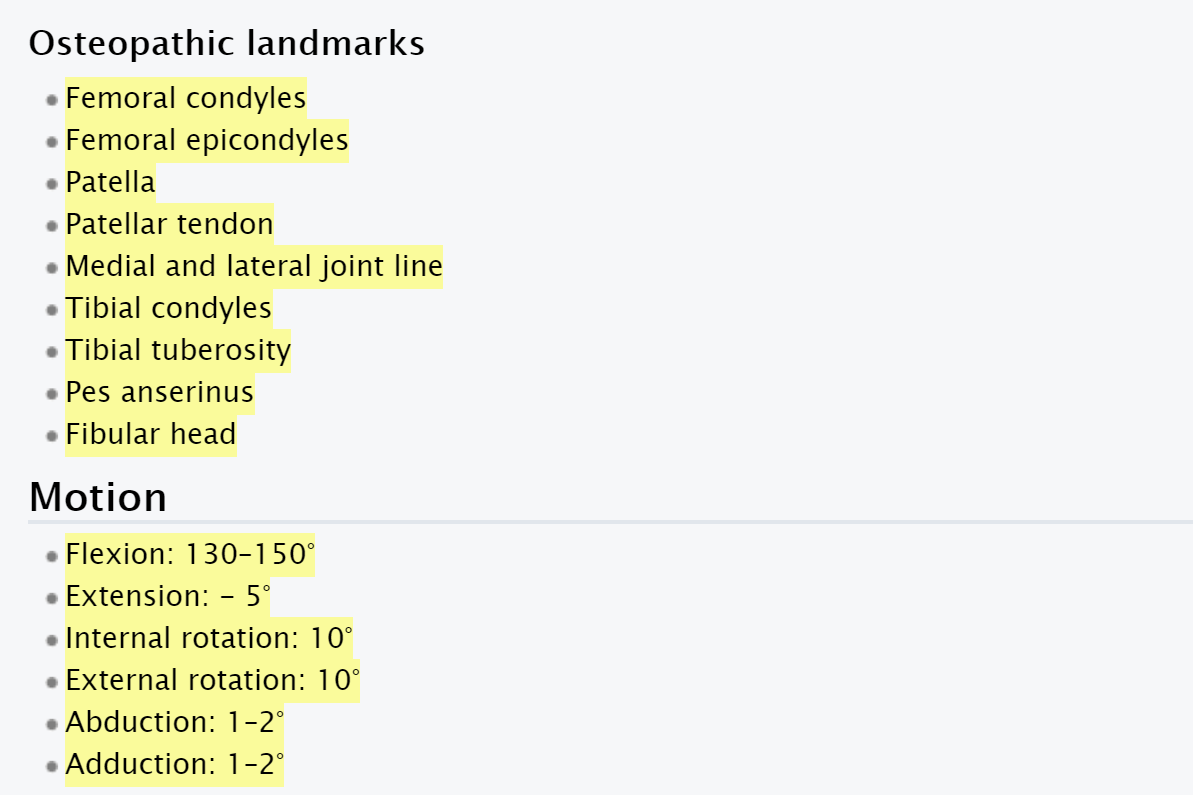 Osteopathic landmarks
Femoral condyles
Femoral epicondyles
Patella
Patellar tendon
Medial and lateral joint line
Tibial condyles
Tibial tuberosity
Pes anserinus
Fibular head
Motion
Flexion: 130–150°
Extension: – 5°
Internal rotation: 10°
External rotation: 10°
Abduction: 1–2°
Adduction: 1–2°